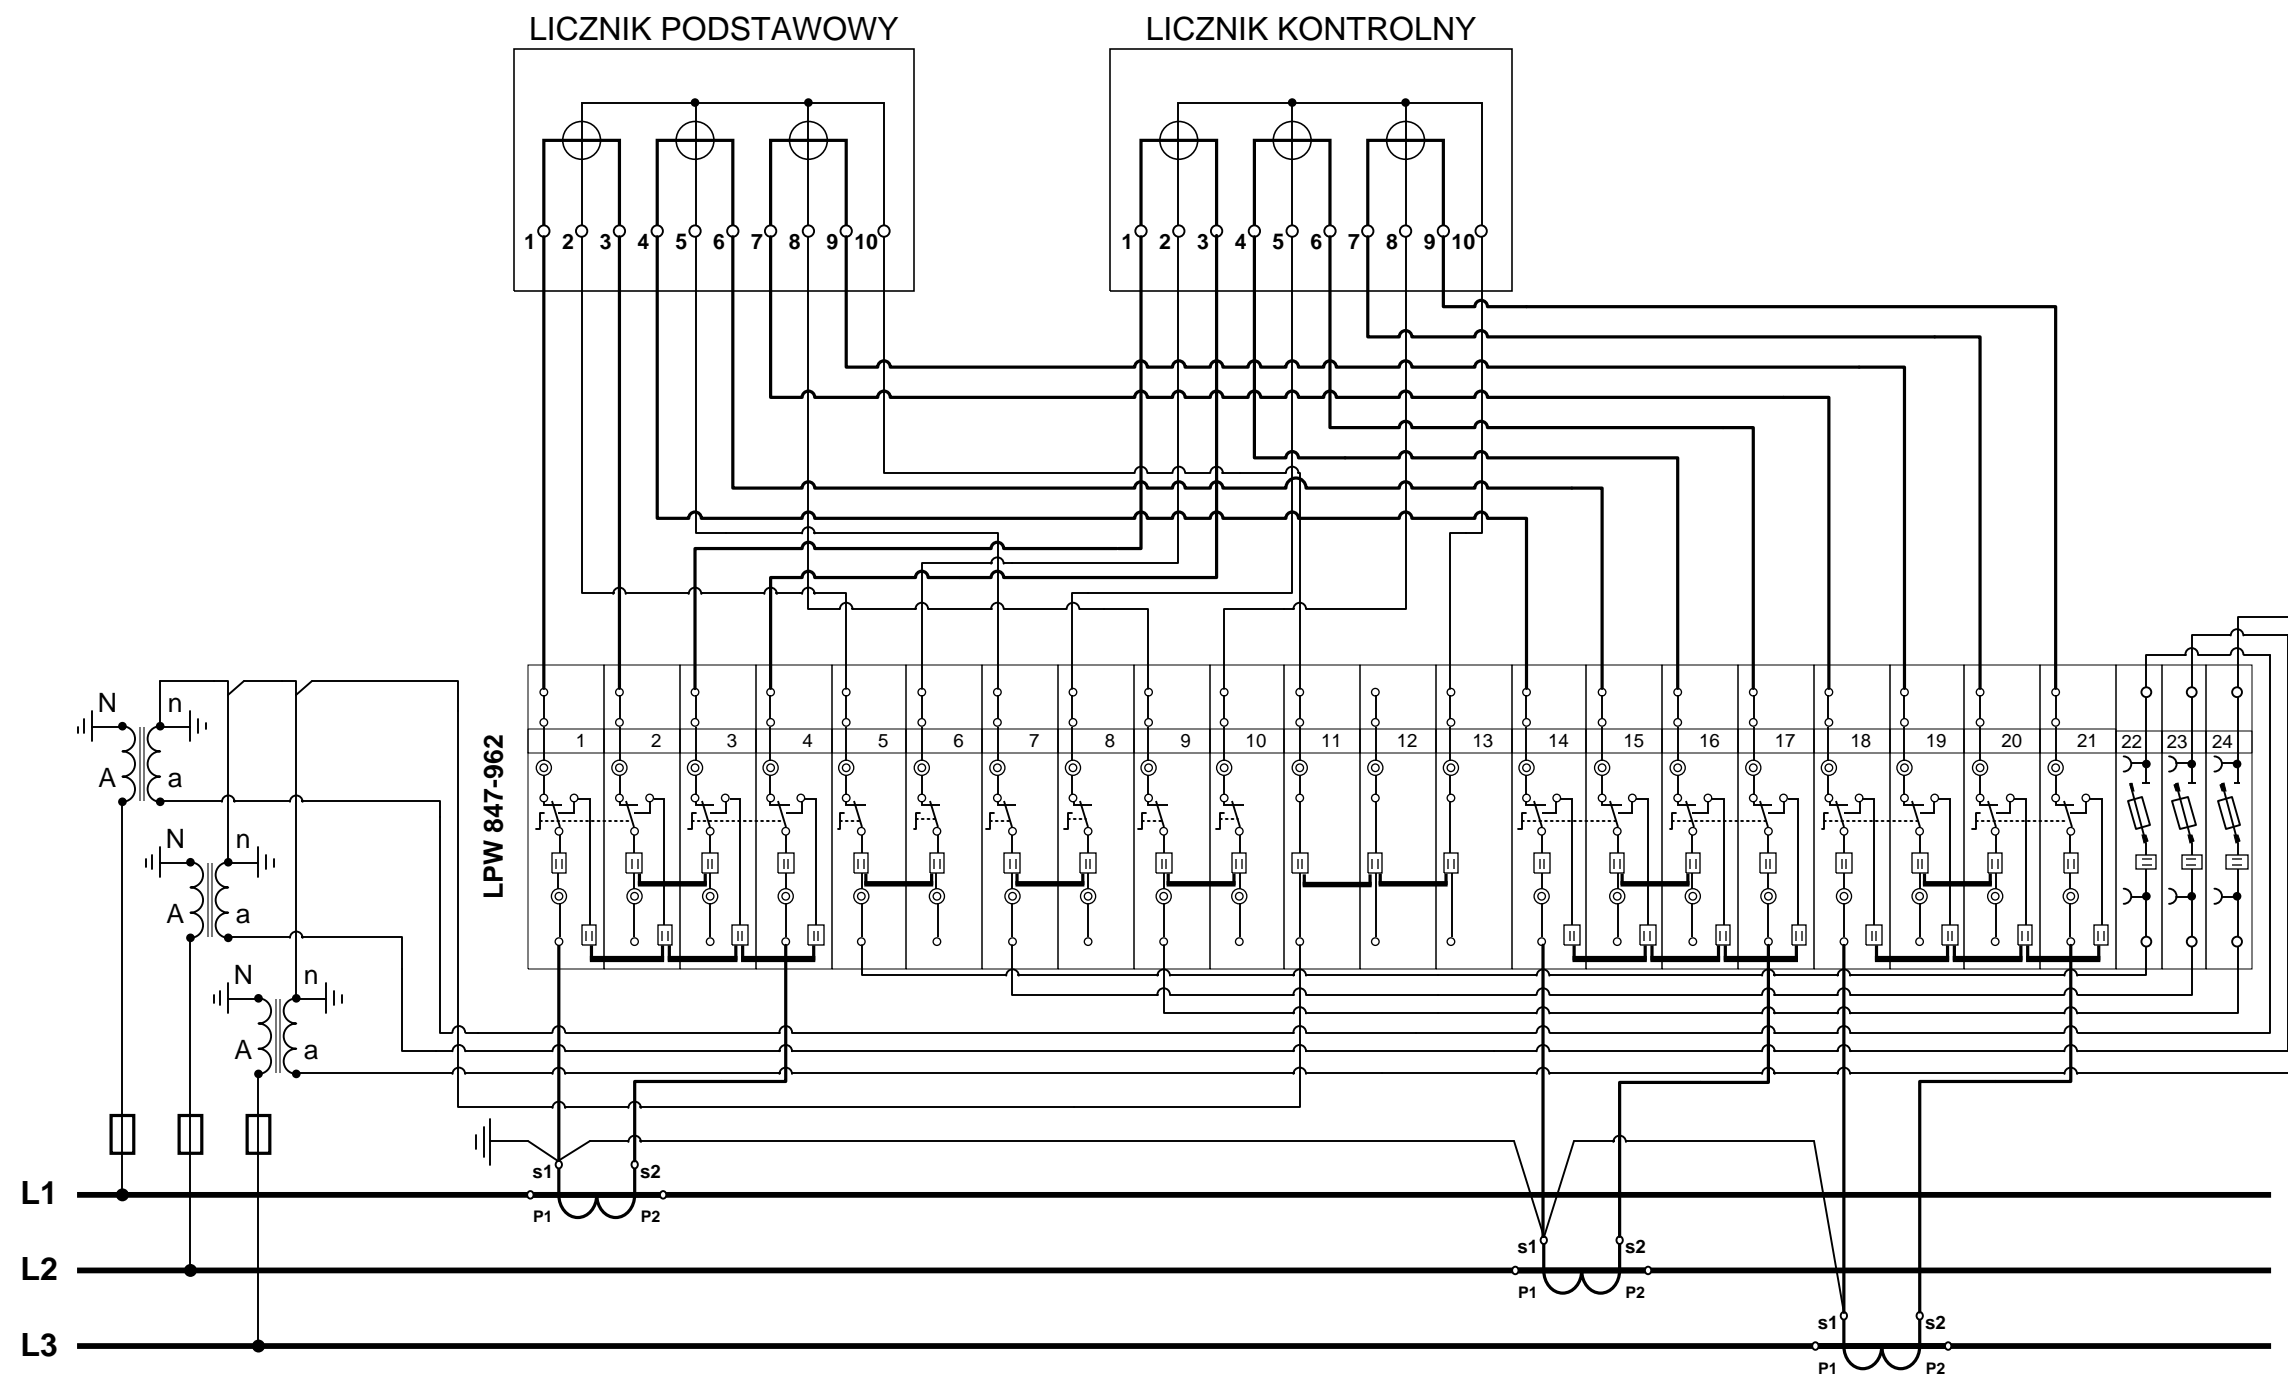 LICZNIK PODSTAWOWY LICZNIK KONTROLNY
1 2 3 4 5 6 7 8 9 10 1 2 3 4 5 6 7 8 9 10
LPW 847-962
1 2 3 4 5 6 7 8 9 10 11 12 13 14 15 16 17 18 19 20 21 22 23 24
N n
A a
N n
A a
N n
A a
s1 s2
L1
P1 P2
s1 s2
L2
P1 P2
s1 s2
L3
P1 P2